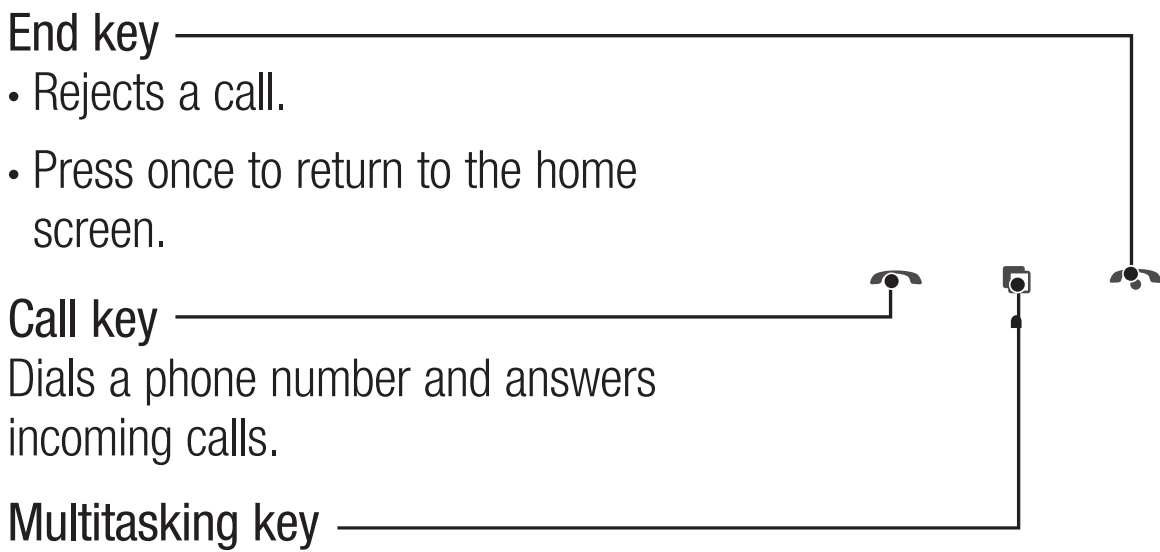 End key
• Rejects a call.
• Press once to return to the home
screen.
Call key
Dials a phone number and answers
incoming calls.
Multitasking key